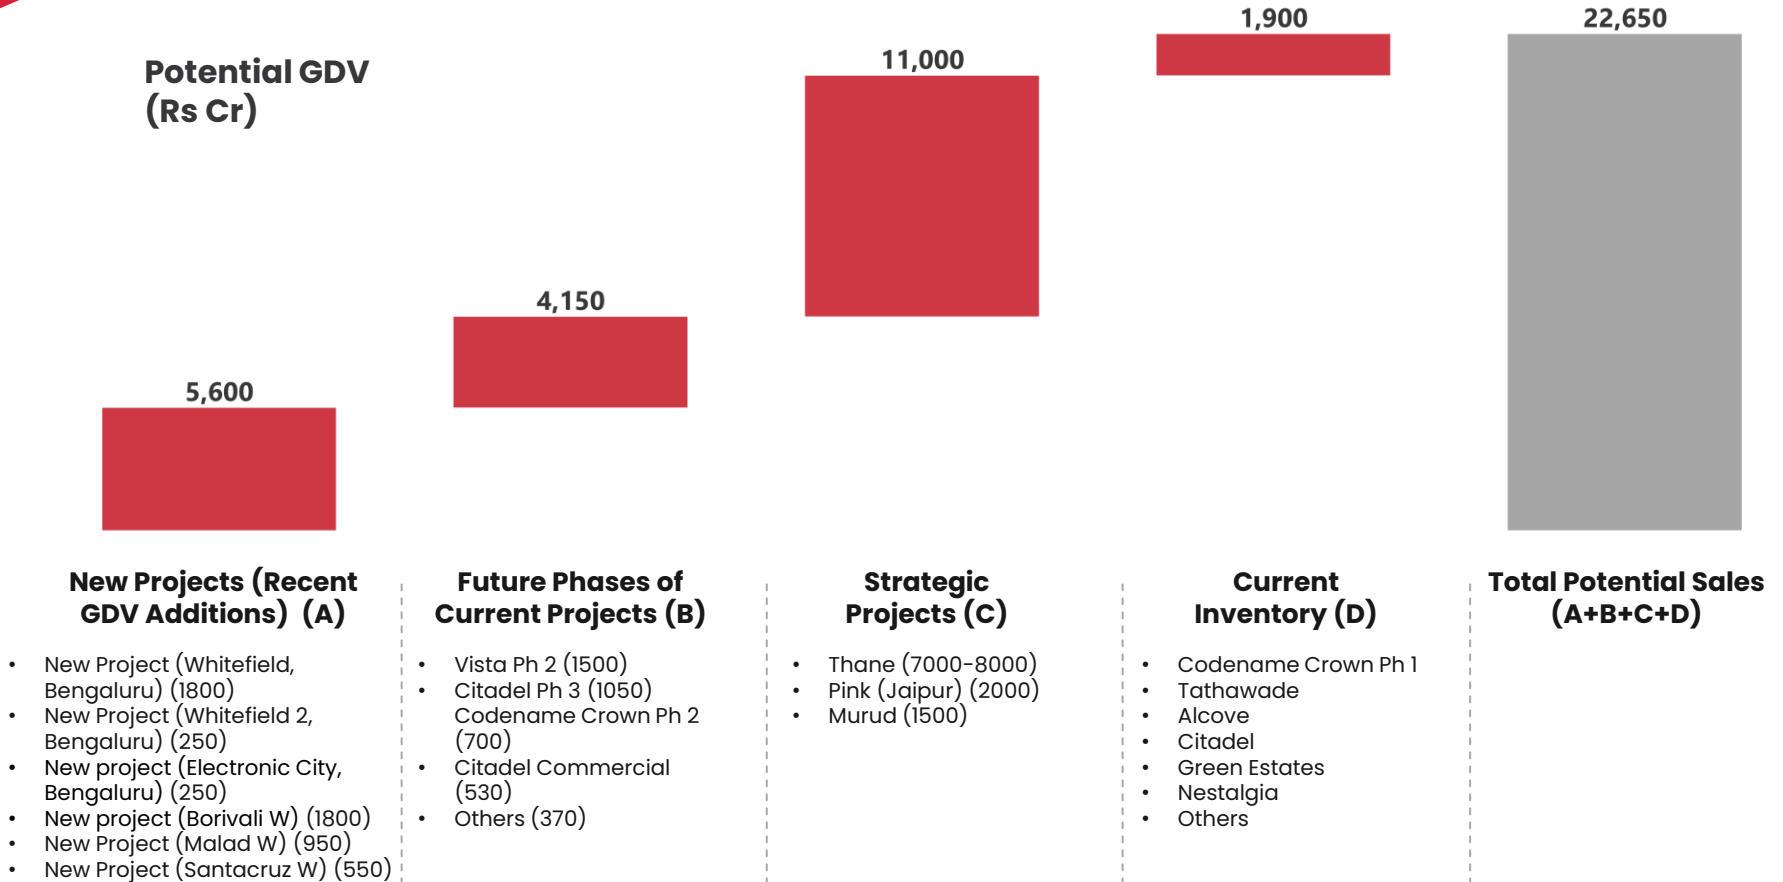 Potential GDV
(Rs Cr)
5,600
4,150
11,000
1,900
22,650
New Projects (Recent
GDV Additions)  (A)
• New Project (Whitefield,
Bengaluru) (1800)
• New Project (Whitefield 2,
Bengaluru) (250)
• New project (Electronic City,
Bengaluru) (250)
• New project (Borivali W) (1800)
• New Project (Malad W) (950)
• New Project (Santacruz W) (550)
Future Phases of
Current Projects (B)
• Vista Ph 2 (1500)
• Citadel Ph 3 (1050)
Codename Crown Ph 2
(700)
• Citadel Commercial
(530)
• Others (370)
Strategic
Projects (C)
• Thane (7000-8000)
• Pink (Jaipur) (2000)
• Murud (1500)
Current
Inventory (D)
• Codename Crown Ph 1
• Tathawade
• Alcove
• Citadel
• Green Estates
• Nestalgia
• Others
Total Potential Sales
(A+B+C+D)